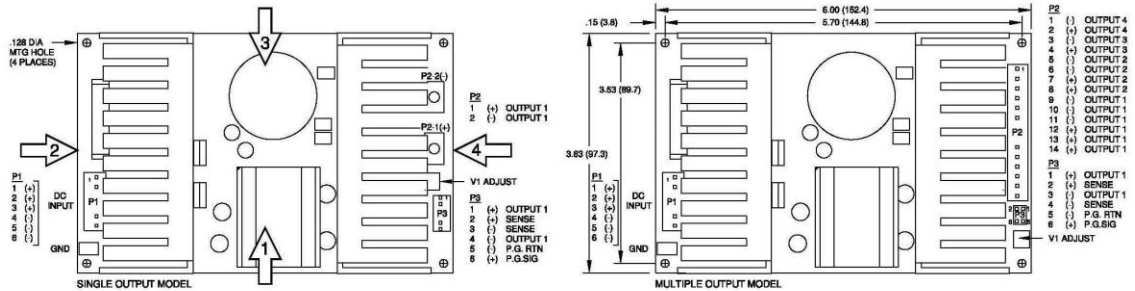 .128 DIA
MTG HOLE
(4 PLACES)
3
2
4
1
P2-2(-)
P2-1(+)
P2
1 (+) OUTPUT 1
2 (-) OUTPUT 1
V1 ADJUST
P1
1 (+)
2 (+)
3 (+)
4 (-)
5 (-)
6 (-)
DC
INPUT
1
P1
GND
P3
P3
1 (+) OUTPUT 1
2 (+) SENSE
3 (-) SENSE
4 (-) OUTPUT 1
5 (-) P.G. RTN
6 (+) P.G.SIG
SINGLE OUTPUT MODEL
6.00 (152.4)
.15 (3.8)
5.70 (144.8)
3.53 (89.7)
3.83 (97.3)
P1
1 (+)
2 (+)
3 (+)
4 (-)
5 (-)
6 (-)
DC
INPUT
1
P1
GND
1
P2
P3
P2
1 (-) OUTPUT 4
2 (+) OUTPUT 4
3 (-) OUTPUT 3
4 (+) OUTPUT 3
5 (-) OUTPUT 2
6 (-) OUTPUT 2
7 (+) OUTPUT 2
8 (+) OUTPUT 2
9 (-) OUTPUT 1
10 (-) OUTPUT 1
11 (-) OUTPUT 1
12 (+) OUTPUT 1
13 (+) OUTPUT 1
14 (+) OUTPUT 1
P3
1 (+) OUTPUT 1
2 (+) SENSE
3 (-) OUTPUT 1
4 (-) SENSE
5 (-) P.G. RTN
6 (+) P.G.SIG
V1 ADJUST
MULTIPLE OUTPUT MODEL